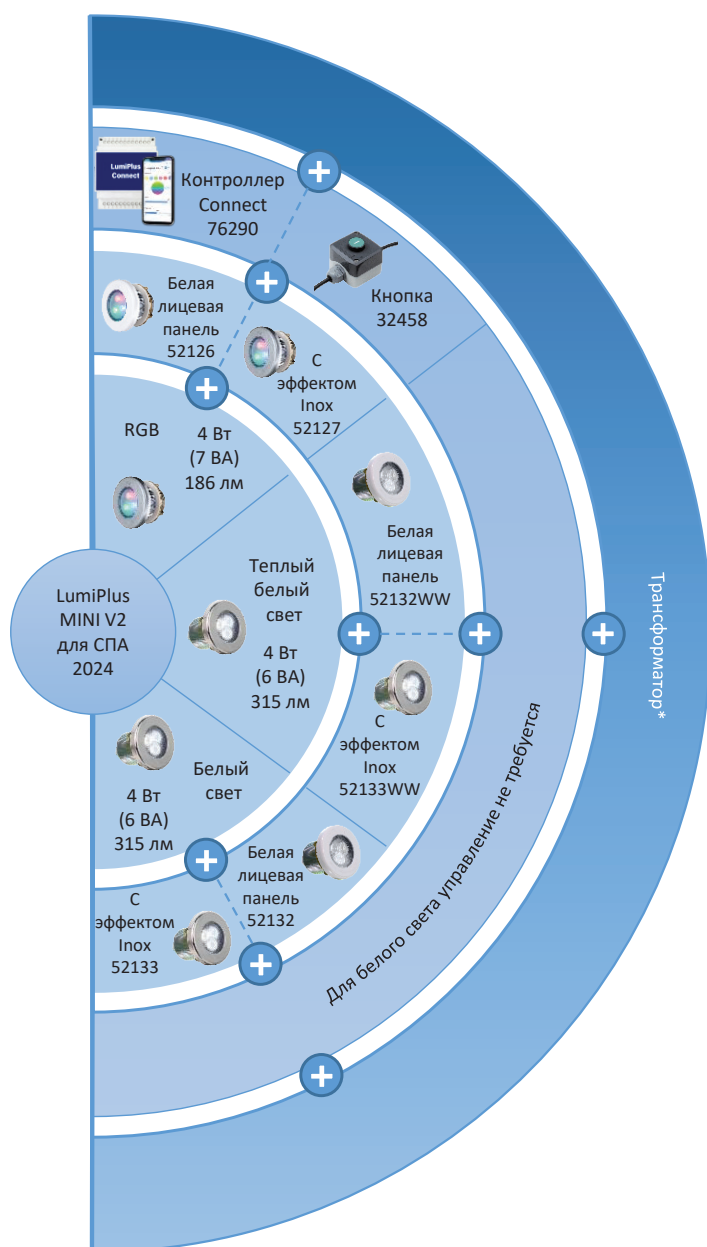 LumiPlus
Connect
Контроллер
Connect
76290
Кнопка
32458
Белая
лицевая
панель
52126
С
эффектом
Inox
52127
RGB
4 Вт
(7 ВА)
186 лм
Белая
лицевая
панель
52132WW
Теплый
белый
свет
4 Вт
(6 ВА)
315 лм
LumiPlus
MINI V2
для СПА
2024
Трансформатор*
С
эффектом
Inox
52133WW
Для белого света управление не требуется
Белый
свет
4 Вт
(6 ВА)
315 лм
Белая
лицевая
панель
52132
С
эффектом
Inox
52133